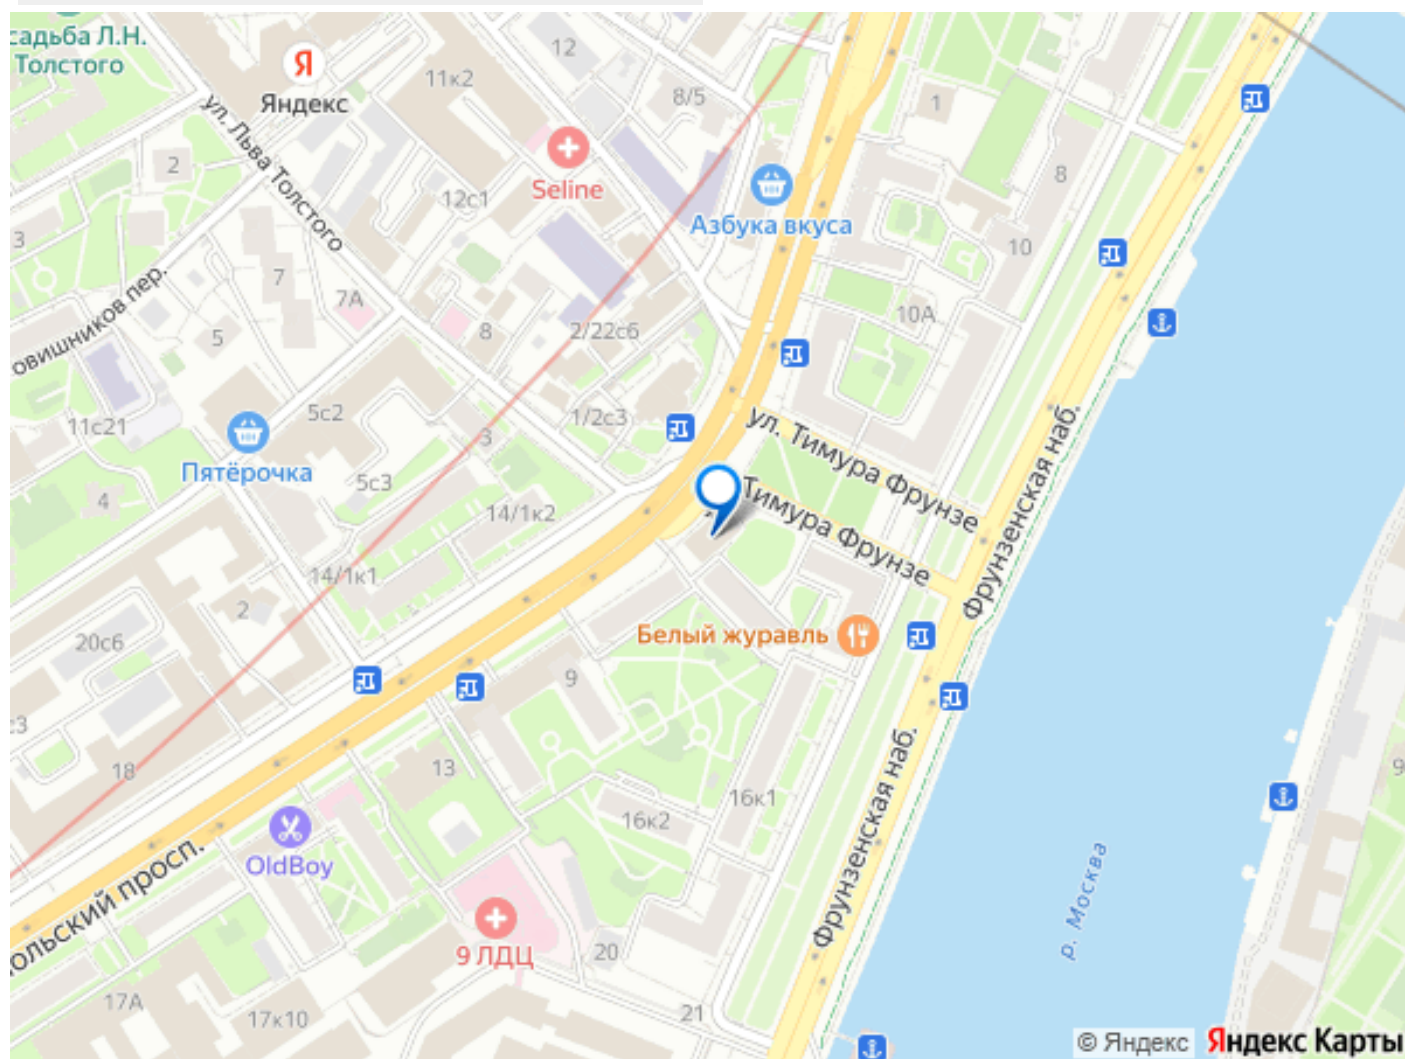 садьба Л.Н.
Толстого
Яндекс
12
11к2
8/5
1
ул. Льва Толстого
2
Seline
8
12с1
Азбука вкуса
3
10
7
7А
овишников пер.
5
8
2/22с6
10А
5с2
1/2с3
ул. Тимура Фрунзе
11с21
3
Пятёрочка
5с3
4
14/1к2
Тимура Фрунзе
Фрунзенская наб.
14/1к1
2
20с6
Белый журавль
9
с3
18
13
16к1
16к2
9
Фрунзенская наб.
OldBoy
ольский просп.
р. Москва
9 ЛДЦ
20
17А
17к10
21
© Яндекс
Яндекс Карты